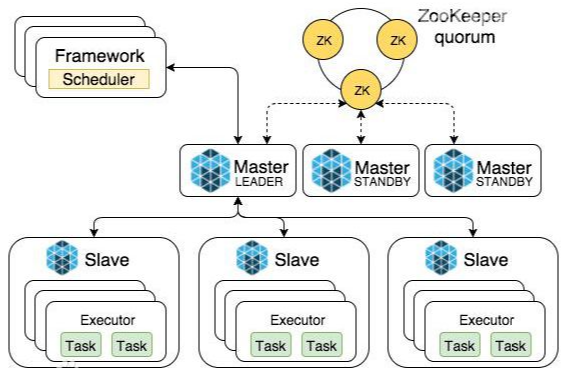 ZooKeeper
quorum
ZK
ZK
ZK
Framework
Scheduler
Master
LEADER
Master
STANDBY
Master
STANDBY
Slave
Executor
Task
Task
Slave
Executor
Task
Task
Slave
Executor
Task
Task